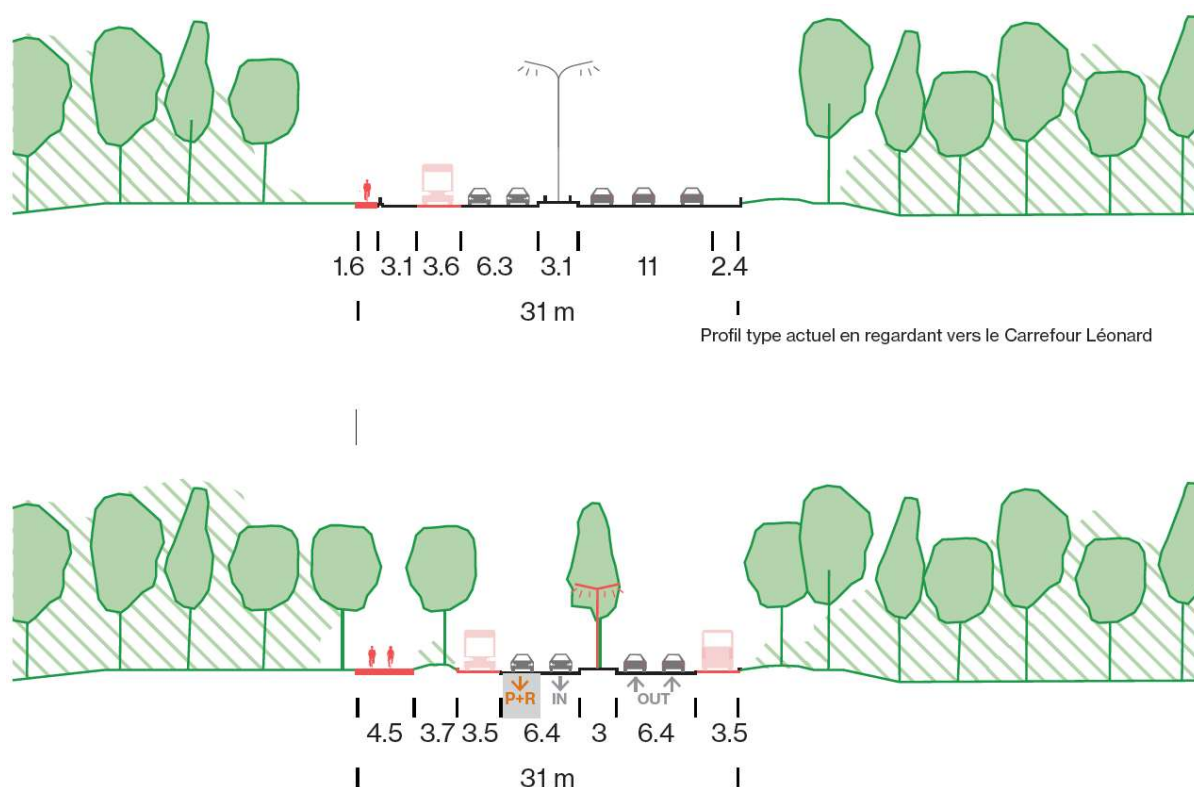 1.6 3.1 3.6 6.3 3.1 11 2.4
31 m
Profil type actuel en regardant vers le Carrefour Léonard
P+R IN OUT
4.5 3.7 3.5 6.4 3 6.4 3.5
31 m